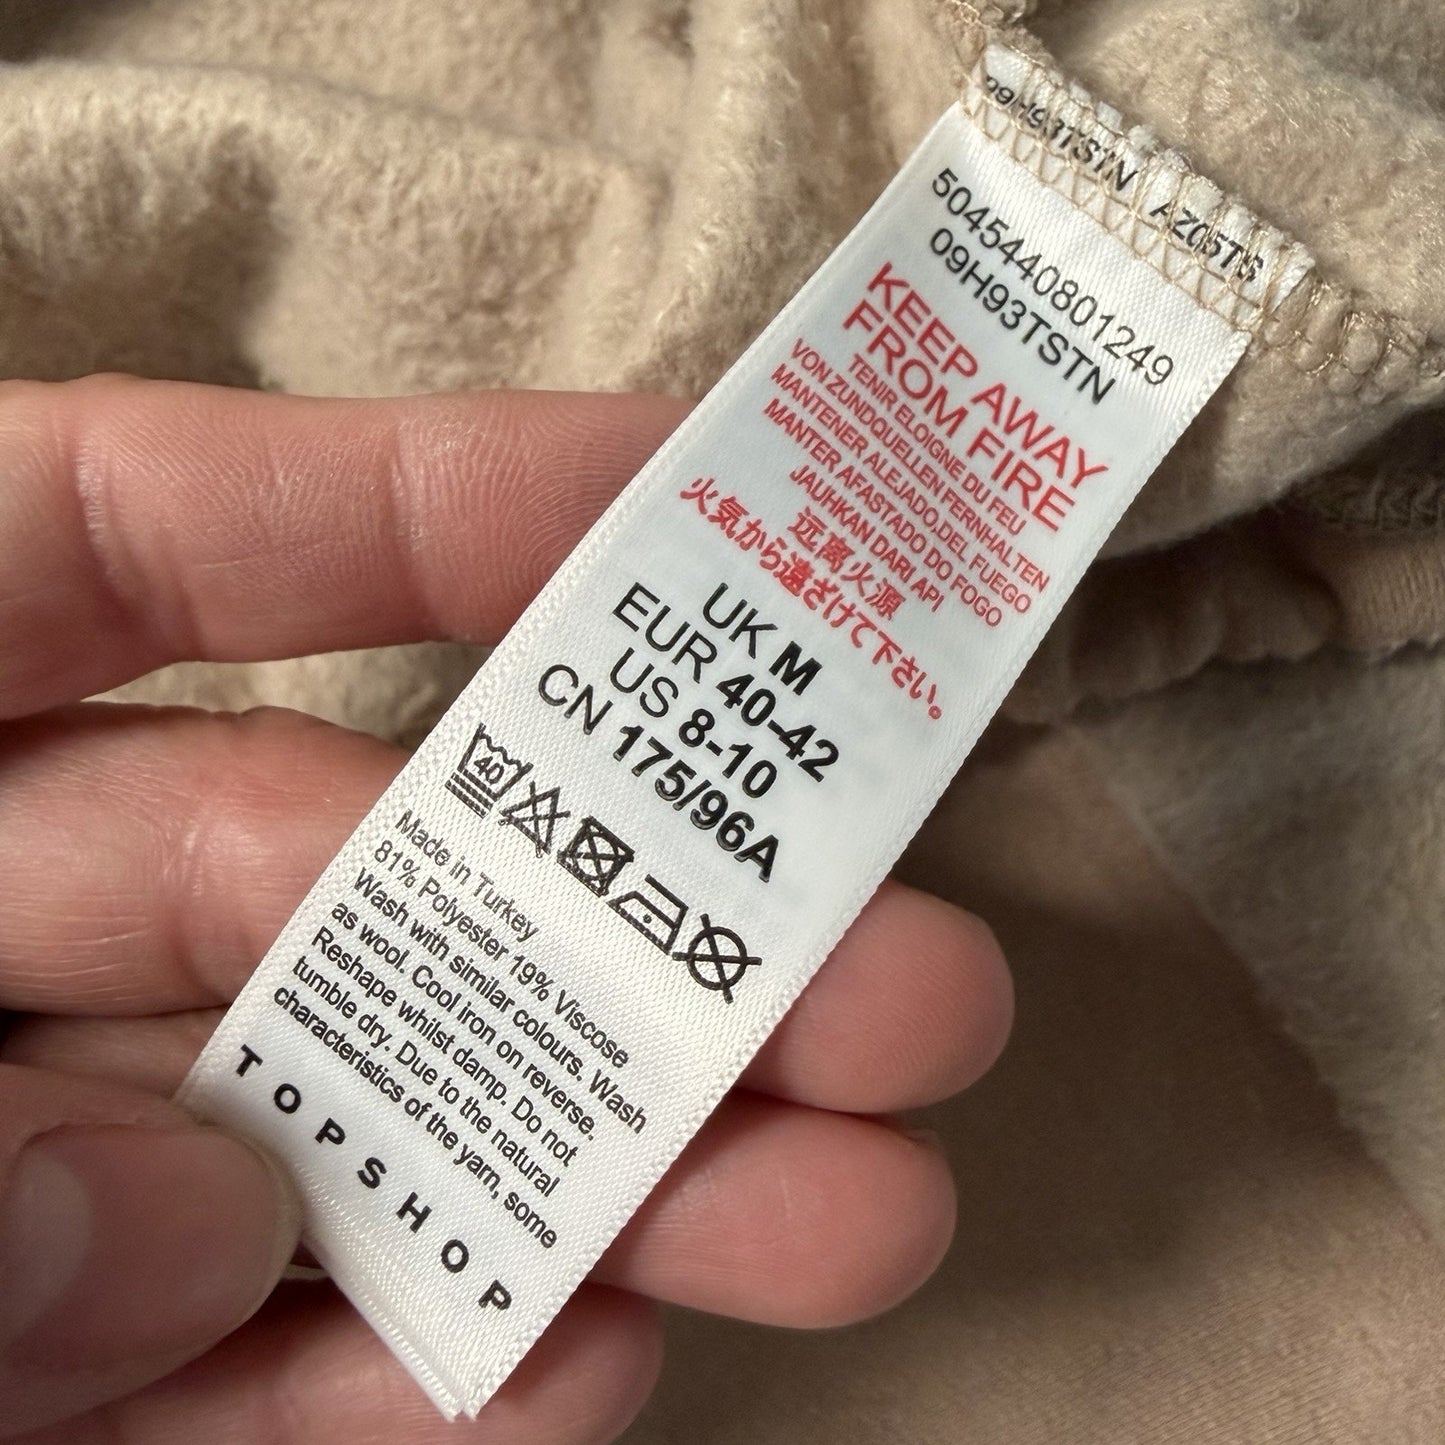 09H93TSTN AZ05TS
5045440801249
09H93TSTN
KEEP AWAY
FROM FIRE
TENIR ELOIGNE DU FEU
VON ZUNDQUELLEN FERNHALTEN
MANTENER ALEJADO,DEL FUEGO
MANTER AFASTADO DO FOGO
JAUHKAN DARI API
远离火源
火気から遠ざけて下さい。
UK M
EUR 40-42
US 8-10
CN 175/96A
40
Made in Turkey
81% Polyester 19% Viscose
Wash with similar colours. Wash
as wool. Cool iron on reverse.
Reshape whilst damp. Do not
tumble dry. Due to the natural
characteristics of the yarn, some
TOPSHOP